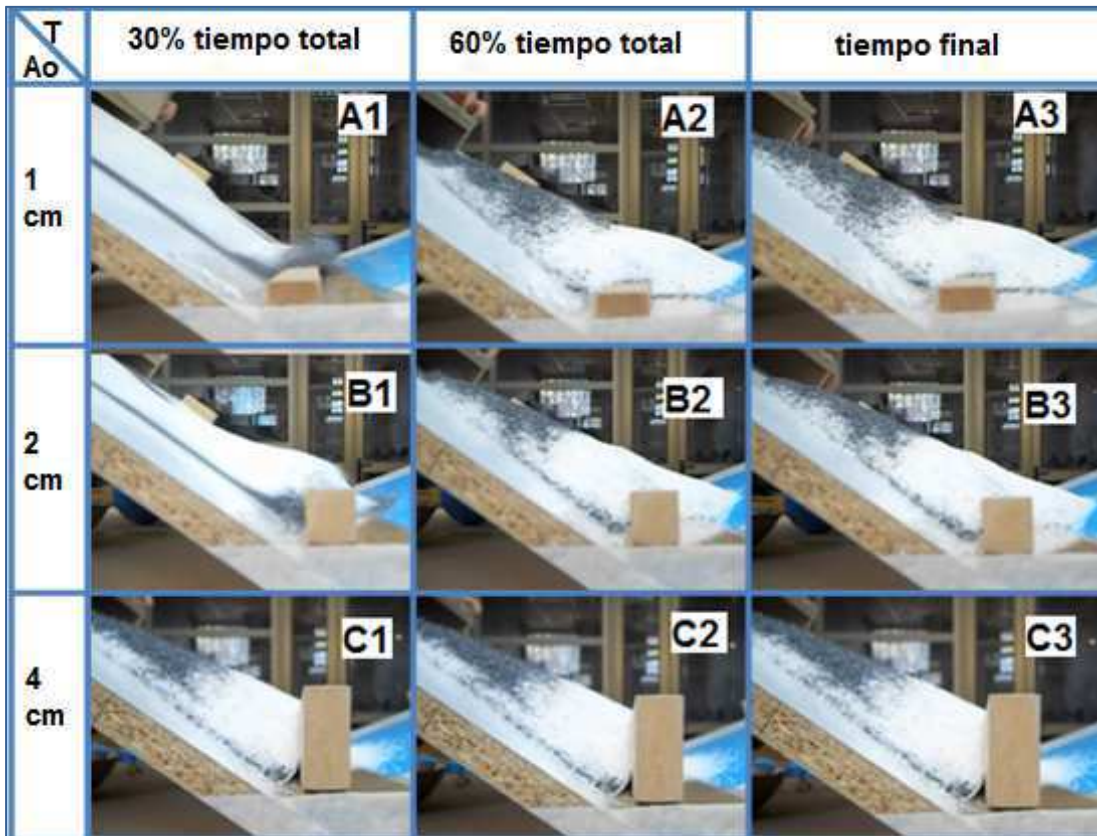 T
Ao
30% tiempo total
60% tiempo total
tiempo final
1
cm
A1
A2
A3
2
cm
B1
B2
B3
4
cm
C1
C2
C3